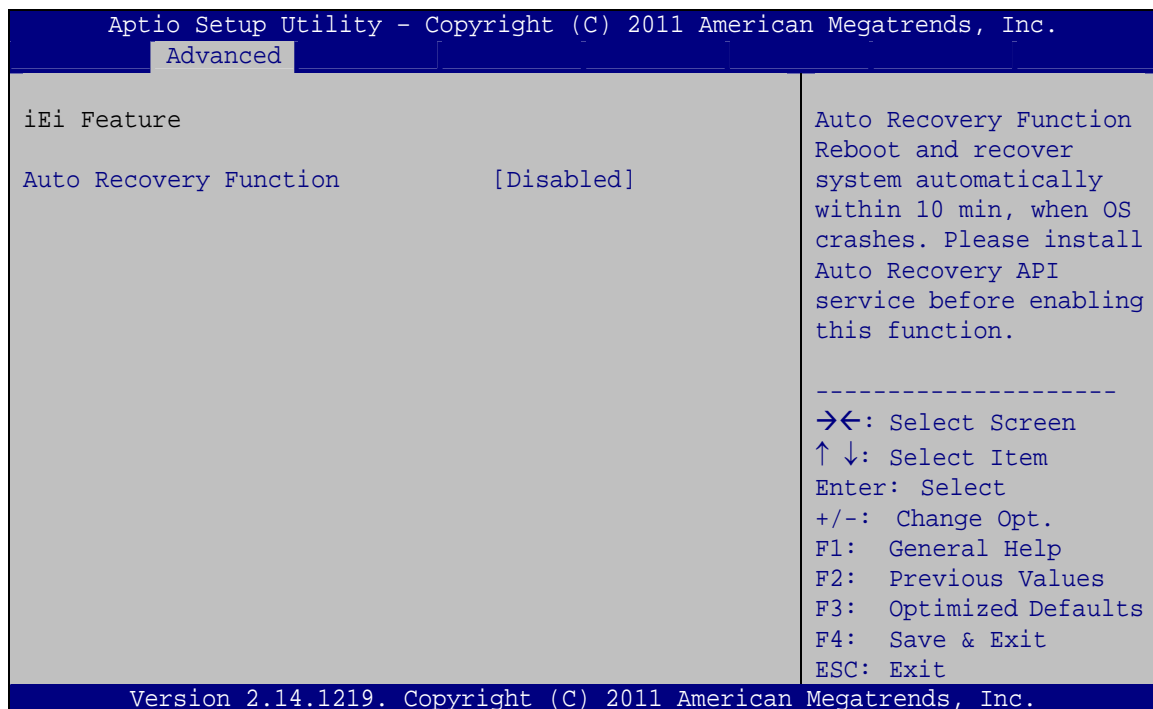 Aptio Setup Utility – Copyright (C) 2011 American Megatrends, Inc.
Advanced
iEi Feature
Auto Recovery Function [Disabled]
Auto Recovery Function
Reboot and recover
system automatically
within 10 min, when OS
crashes. Please install
Auto Recovery API
service before enabling
this function.
---------------------
→←: Select Screen
↑ ↓: Select Item
Enter: Select
+/-: Change Opt.
F1: General Help
F2: Previous Values
F3: Optimized Defaults
F4: Save & Exit
ESC: Exit
Version 2.14.1219. Copyright (C) 2011 American Megatrends, Inc.